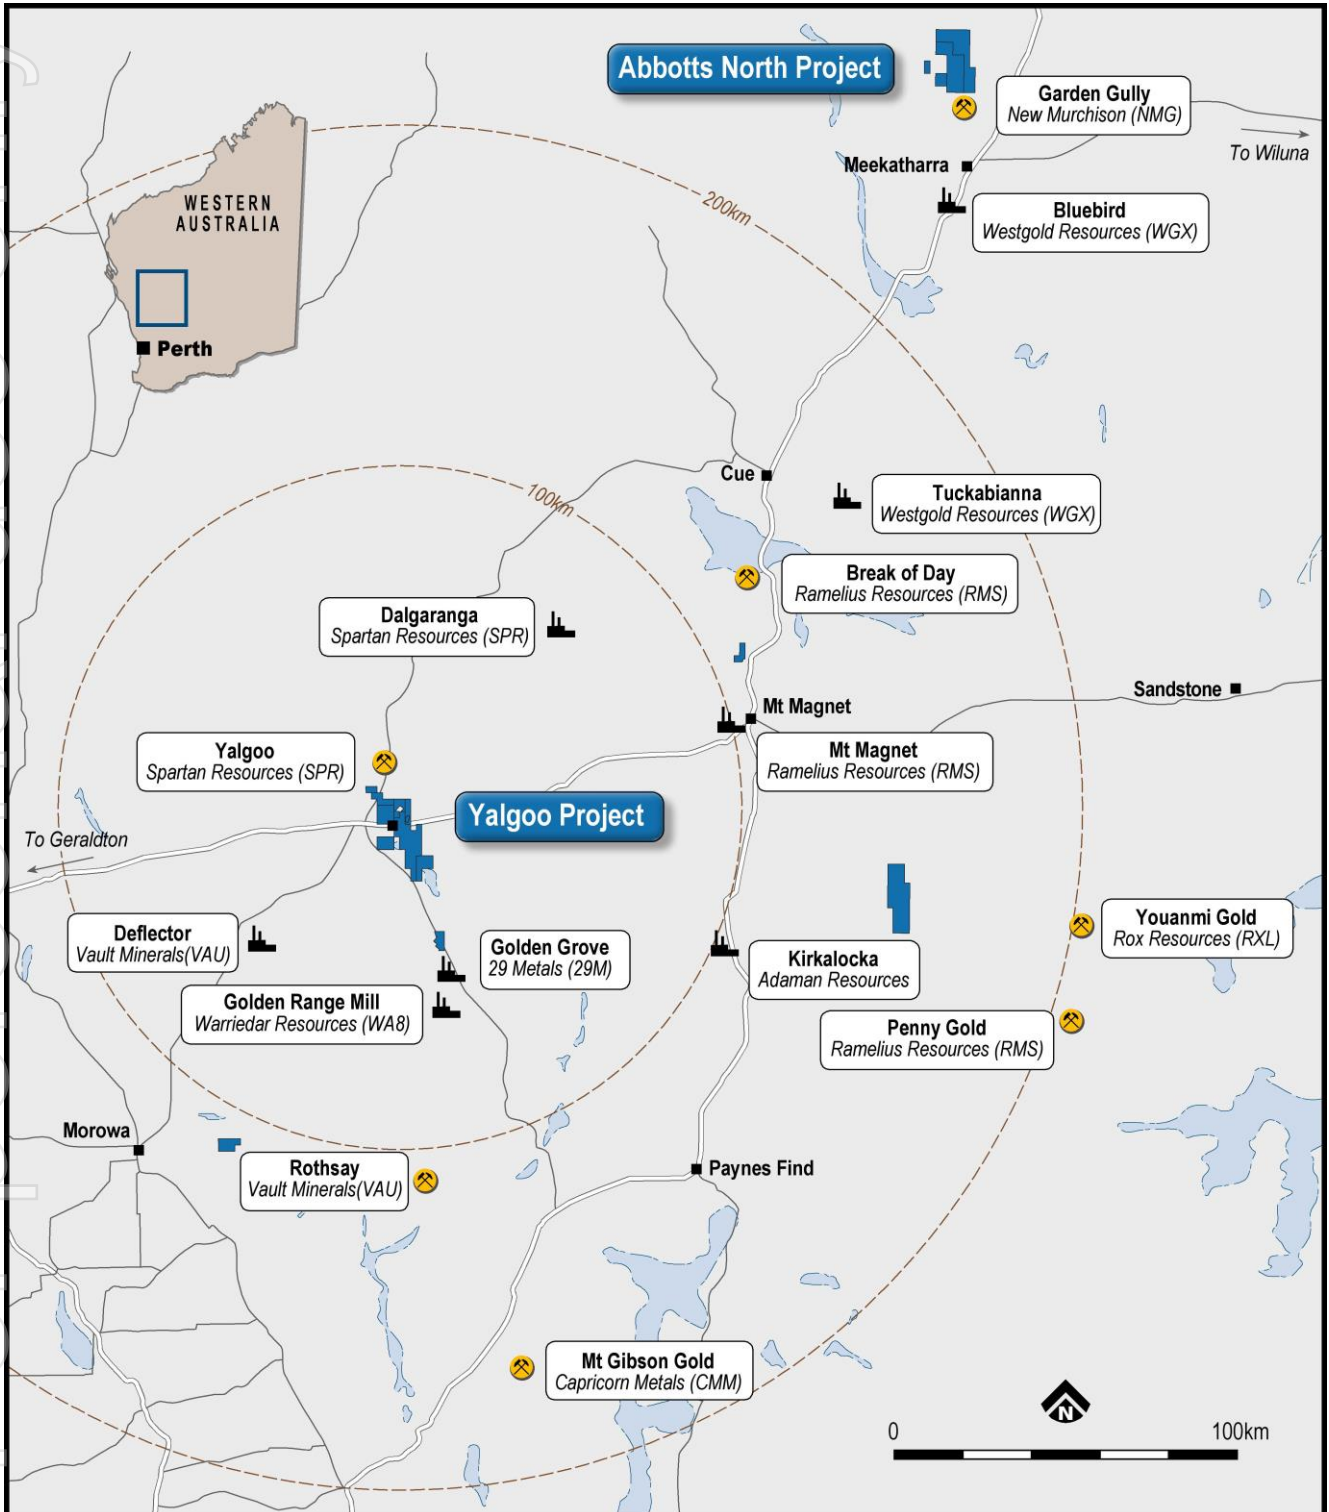 Abbotts North Project
Garden Gully
New Murchison (NMG)
To Wiluna
Meekatharra
Bluebird
Westgold Resources (WGX)
WESTERN
AUSTRALIA
Perth
200km
Cue
100km
Tuckabianna
Westgold Resources (WGX)
Break of Day
Ramelius Resources (RMS)
Dalgaranga
Spartan Resources (SPR)
Sandstone
Mt Magnet
Mt Magnet
Ramelius Resources (RMS)
Yalgoo
Spartan Resources (SPR)
Yalgoo Project
To Geraldton
Deflector
Vault Minerals(VAU)
Golden Grove
29 Metals (29M)
Youanmi Gold
Rox Resources (RXL)
Kirkalocka
Adaman Resources
Golden Range Mill
Warriedar Resources (WA8)
Penny Gold
Ramelius Resources (RMS)
Morowa
Rothsay
Vault Minerals(VAU)
Paynes Find
Mt Gibson Gold
Capricorn Metals (CMM)
N
0
100km